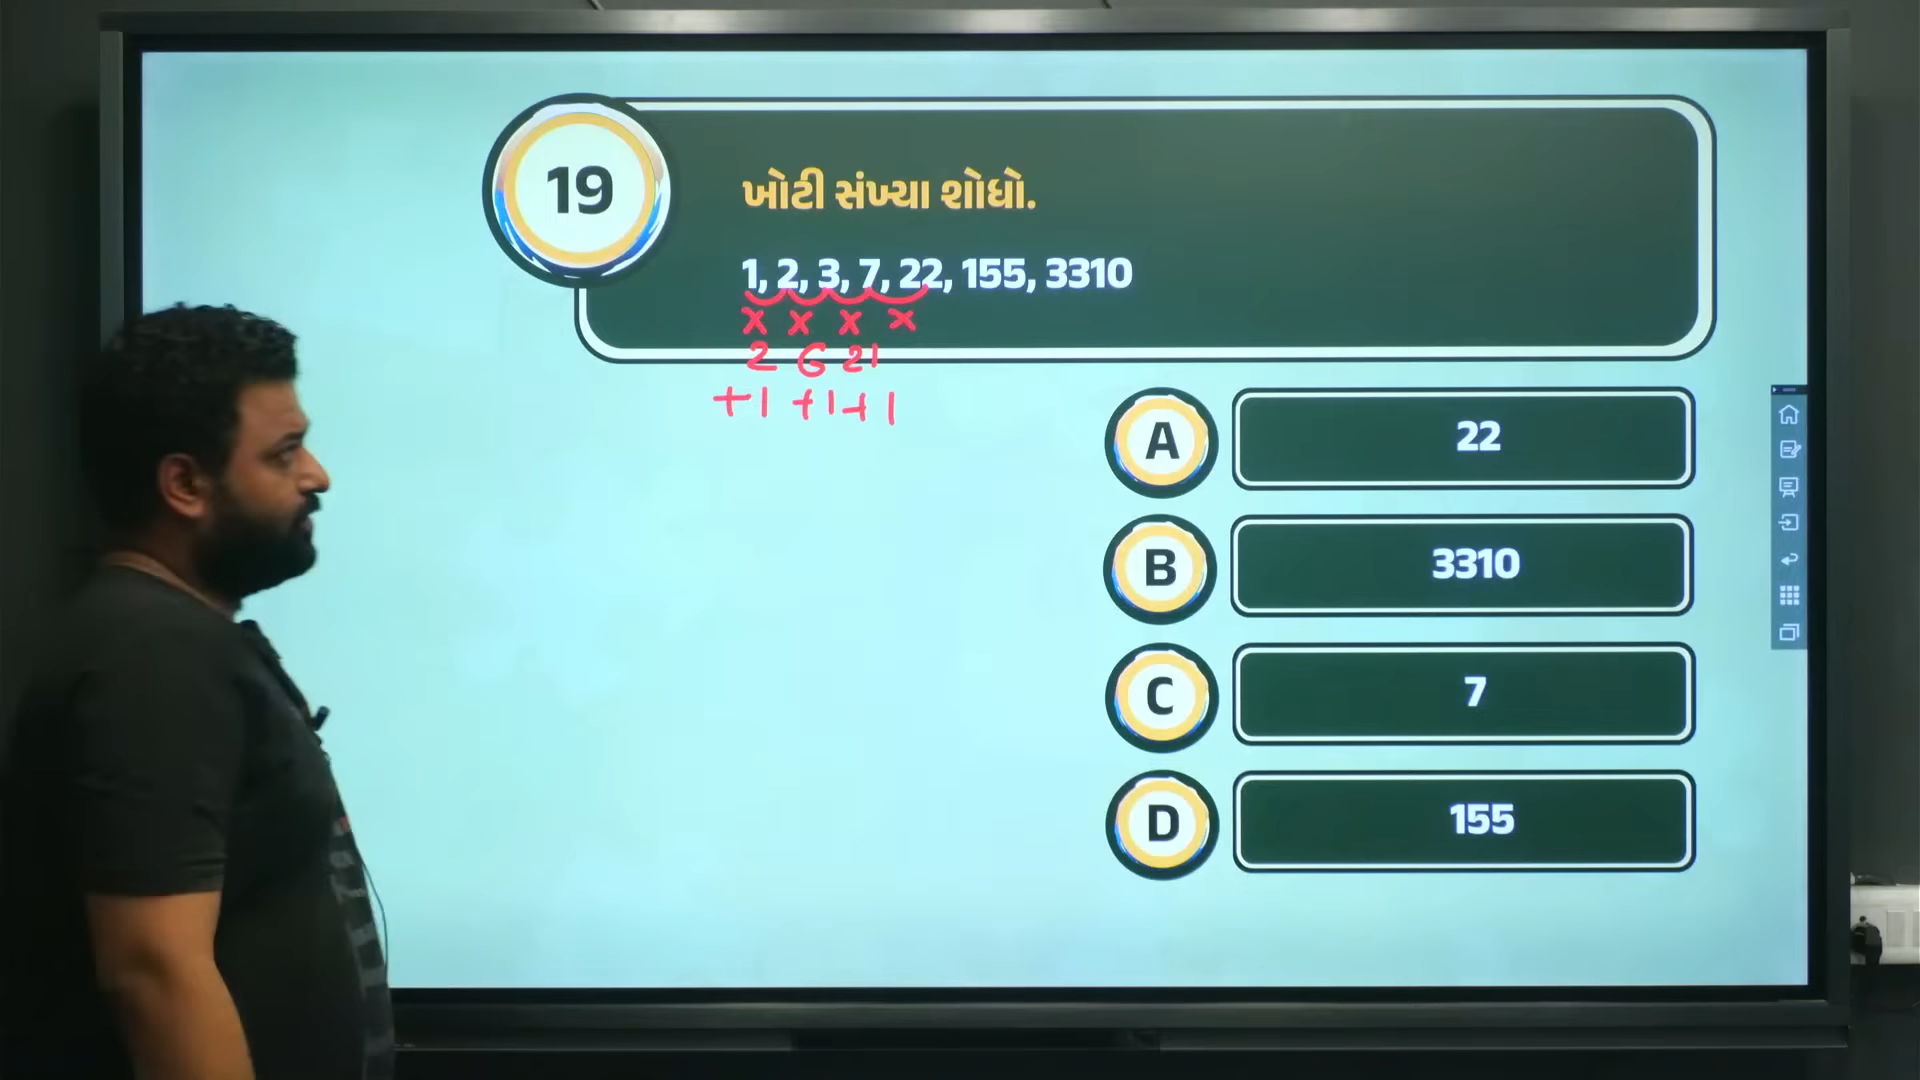 19
ખોટી સંખ્યા શોધો.
1, 2, 3, 7, 22, 155, 3310
× × × ×
2 6 21
+1 +1 +1
A 22
B 3310
C 7
D 155